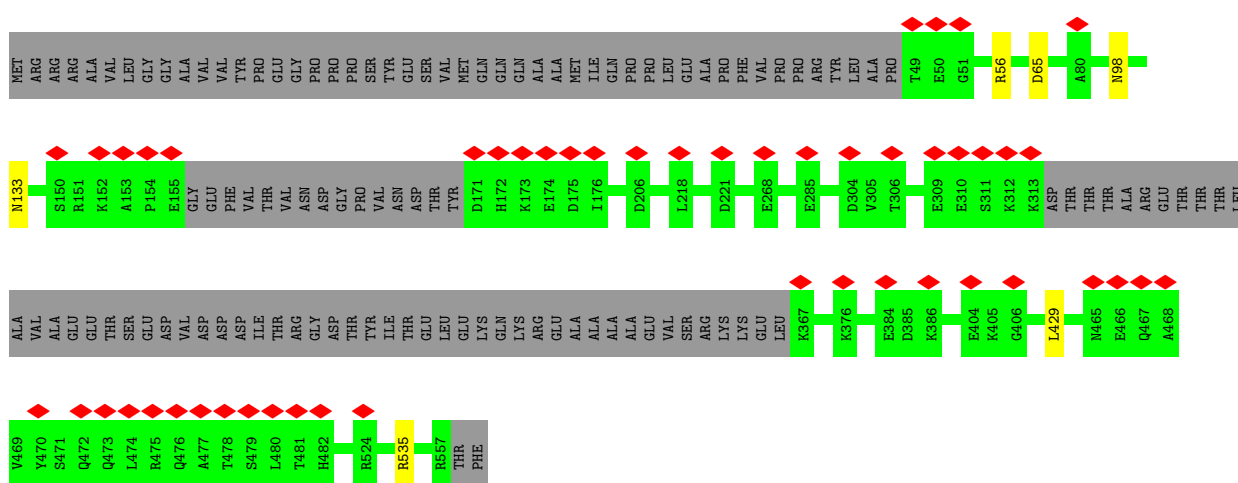 MET ARG ARG ARG ALA VAL LEU GLY GLY ALA VAL VAL TYR PRO GLU GLY PRO PRO PRO SER TYR GLU SER VAL MET GLN GLN GLN ALA ALA MET ILE GLN PRO PRO LEU GLU ALA PRO PHE VAL PRO PRO ARG TYR LEU ALA PRO T49 E50 G51 R56 D65 A80 N98
N133 S150 R151 K152 A153 P154 E155 GLY GLU PHE VAL THR VAL ASN ASP GLY PRO VAL ASN ASP THR TYR D171 H172 K173 E174 D175 I176 D206 L218 D221 E268 E285 D304 V305 T306 E309 E310 S311 K312 K313 ASP THR THR THR ALA ARG GLU THR THR THR LEU
ALA VAL ALA GLU GLU THR SER GLU ASP VAL ASP ASP ASP ILE THR ARG GLY ASP THR TYR ILE THR GLU LEU GLU LYS GLN LYS ARG GLU ALA ALA ALA ALA GLU VAL SER ARG LYS LYS GLU LEU K367 K376 E384 D385 K386 E404 K405 G406 L429 N465 E466 Q467 A468
V469 Y470 S471 Q472 Q473 L474 R475 Q476 A477 T478 S479 L480 T481 H482 R524 R535 R557 THR PHE